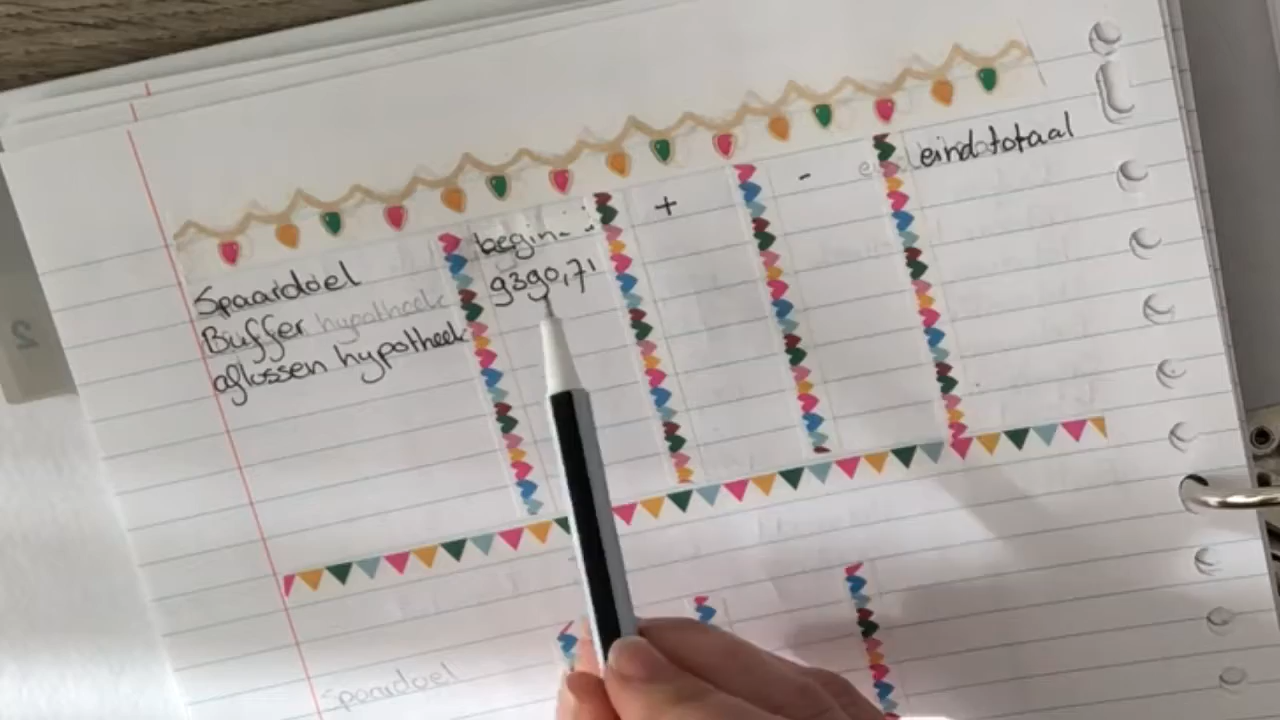 Spaardoel begin + - eindtotaal
Buffer hypotheek 9390,71
aflossen hypotheek
Spaardoel